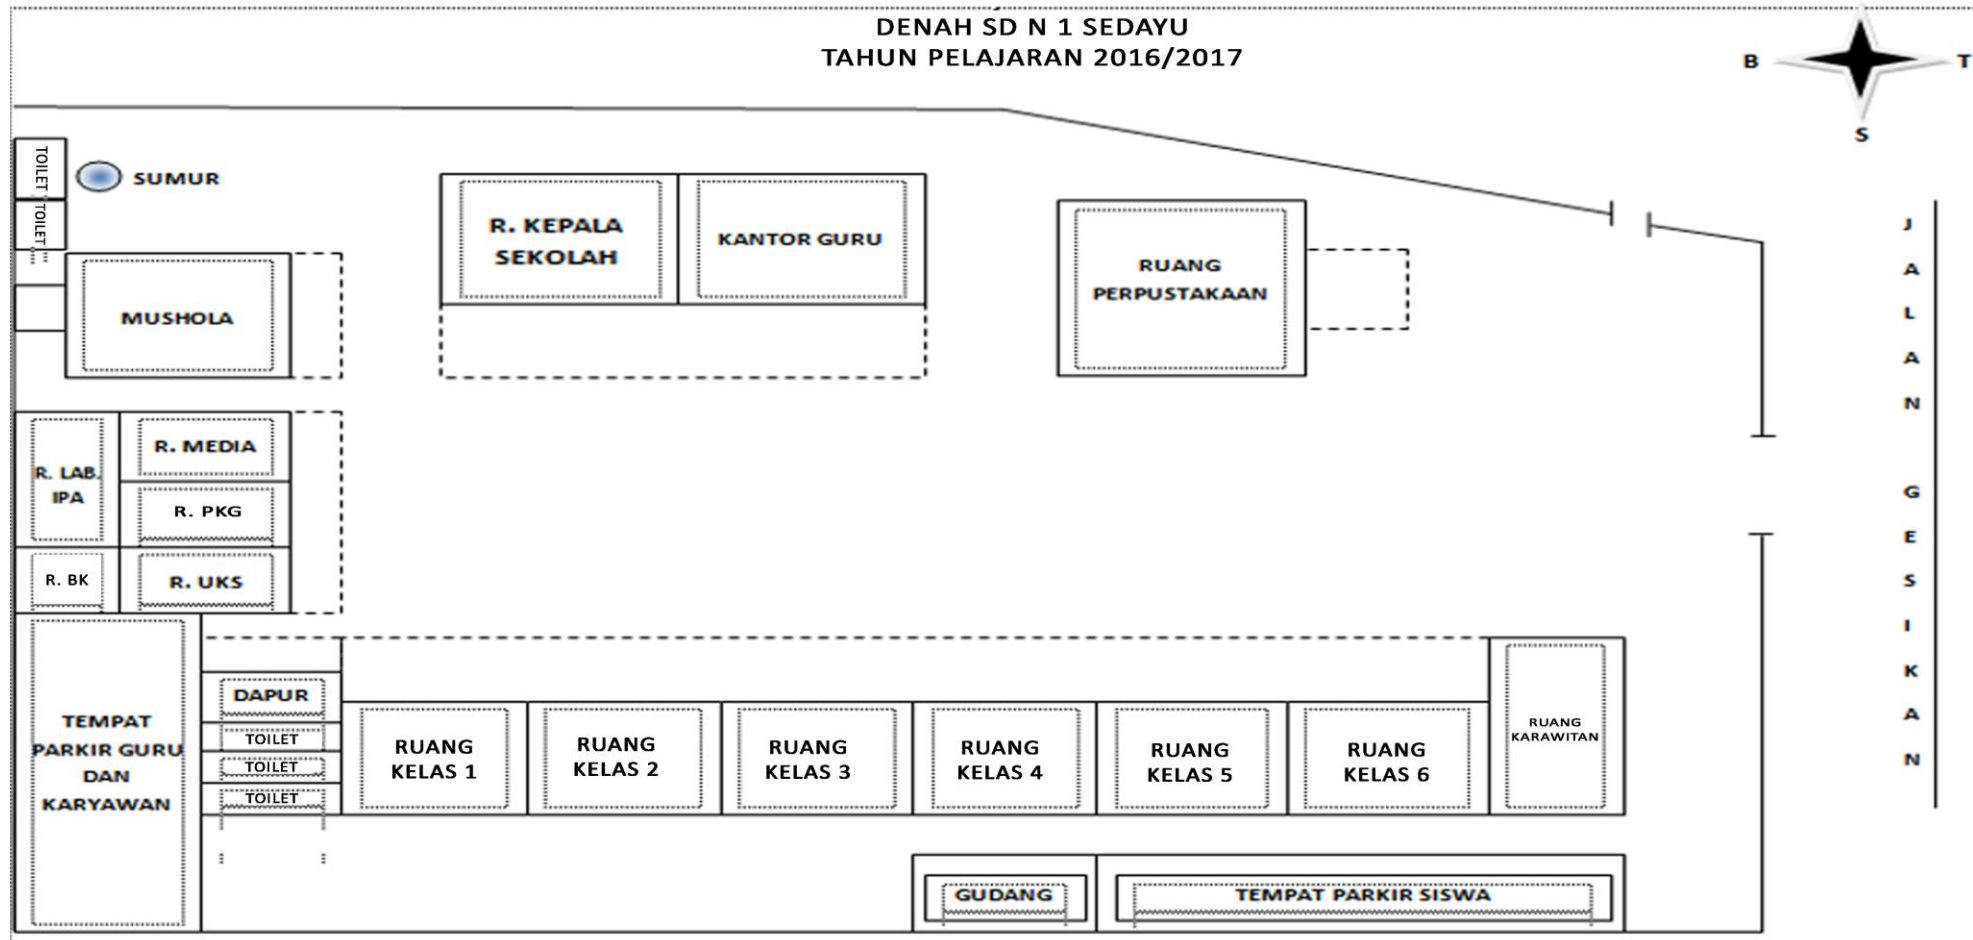 DENAH SD N 1 SEDAYU
TAHUN PELAJARAN 2016/2017
B
T
S
TOILET
TOILET
SUMUR
R. KEPALA
SEKOLAH
KANTOR GURU
RUANG
PERPUSTAKAAN
MUSHOLA
R. LAB.
IPA
R. MEDIA
R. PKG
R. BK
R. UKS
JALAN GESIKAN
TEMPAT
PARKIR GURU
DAN
KARYAWAN
DAPUR
TOILET
TOILET
TOILET
RUANG
KELAS 1
RUANG
KELAS 2
RUANG
KELAS 3
RUANG
KELAS 4
RUANG
KELAS 5
RUANG
KELAS 6
RUANG
KARAWITAN
GUDANG
TEMPAT PARKIR SISWA